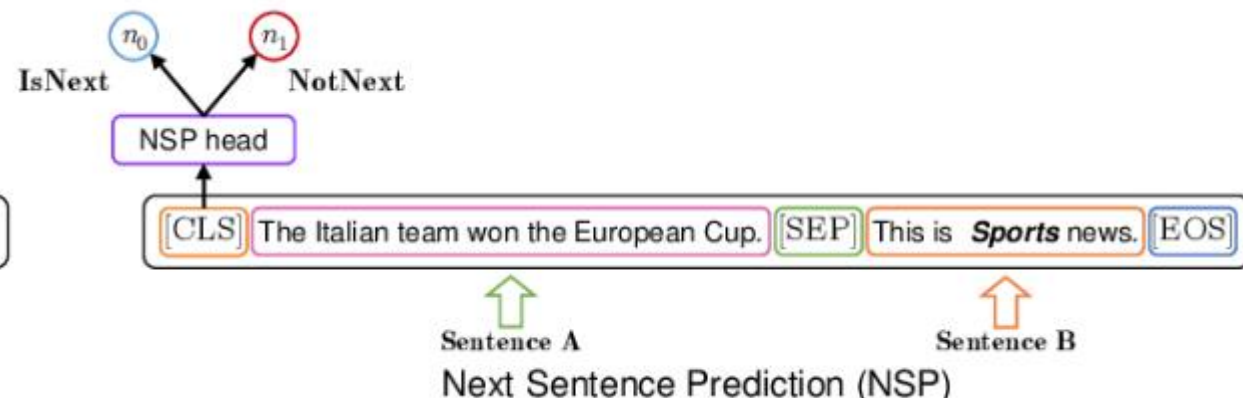 n0 n1
IsNext NotNext
NSP head
[CLS] The Italian team won the European Cup. [SEP] This is Sports news. [EOS]
Sentence A Sentence B
Next Sentence Prediction (NSP)